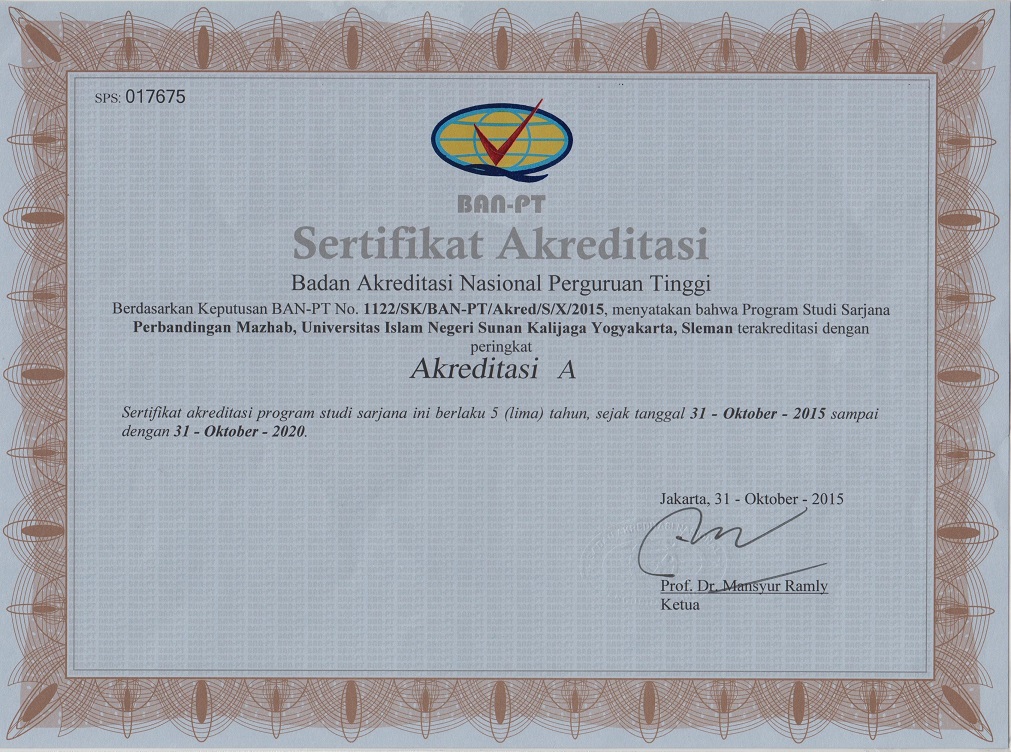 SPS: 017675
BAN-PT
Sertifikat Akreditasi
Badan Akreditasi Nasional Perguruan Tinggi
Berdasarkan Keputusan BAN-PT No. 1122/SK/BAN-PT/Akred/S/X/2015, menyatakan bahwa Program Studi Sarjana
Perbandingan Mazhab, Universitas Islam Negeri Sunan Kalijaga Yogyakarta, Sleman terakreditasi dengan
peringkat
Akreditasi A
Sertifikat akreditasi program studi sarjana ini berlaku 5 (lima) tahun, sejak tanggal 31 - Oktober - 2015 sampai
dengan 31 - Oktober - 2020.
Jakarta, 31 - Oktober - 2015
Prof. Dr. Mansyur Ramly
Ketua